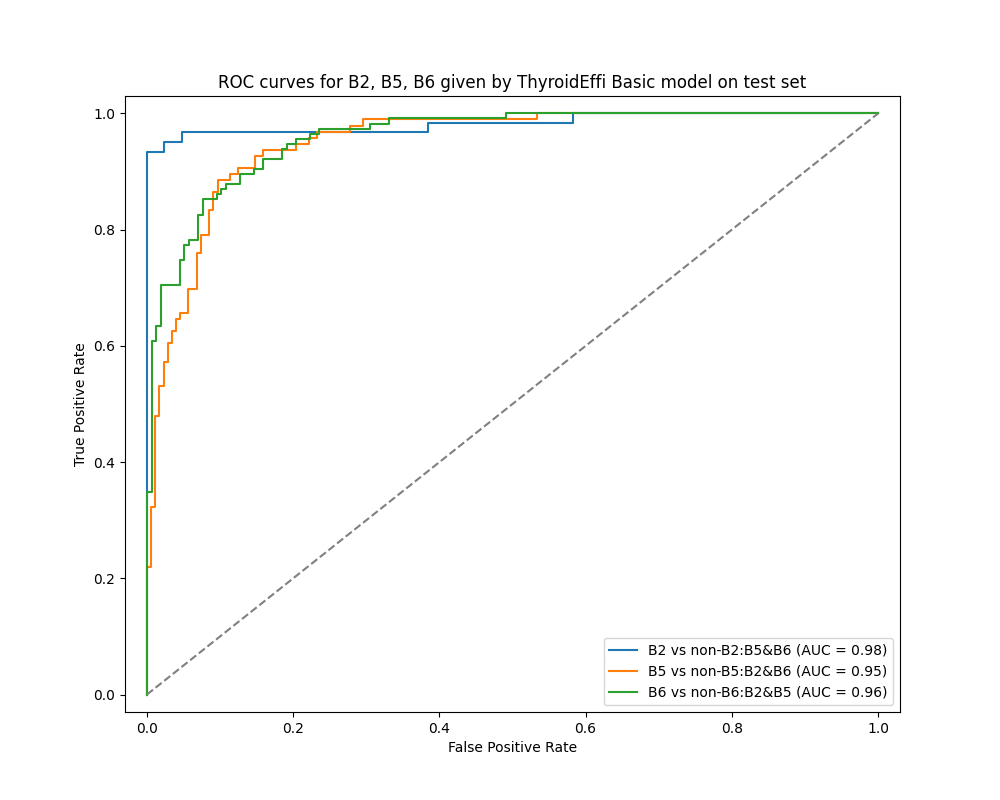 ROC curves for B2, B5, B6 given by ThyroidEffi Basic model on test set
True Positive Rate
1.0
0.8
0.6
0.4
0.2
0.0
B2 vs non-B2:B5&B6 (AUC = 0.98)
B5 vs non-B5:B2&B6 (AUC = 0.95)
B6 vs non-B6:B2&B5 (AUC = 0.96)
0.0 0.2 0.4 0.6 0.8 1.0
False Positive Rate